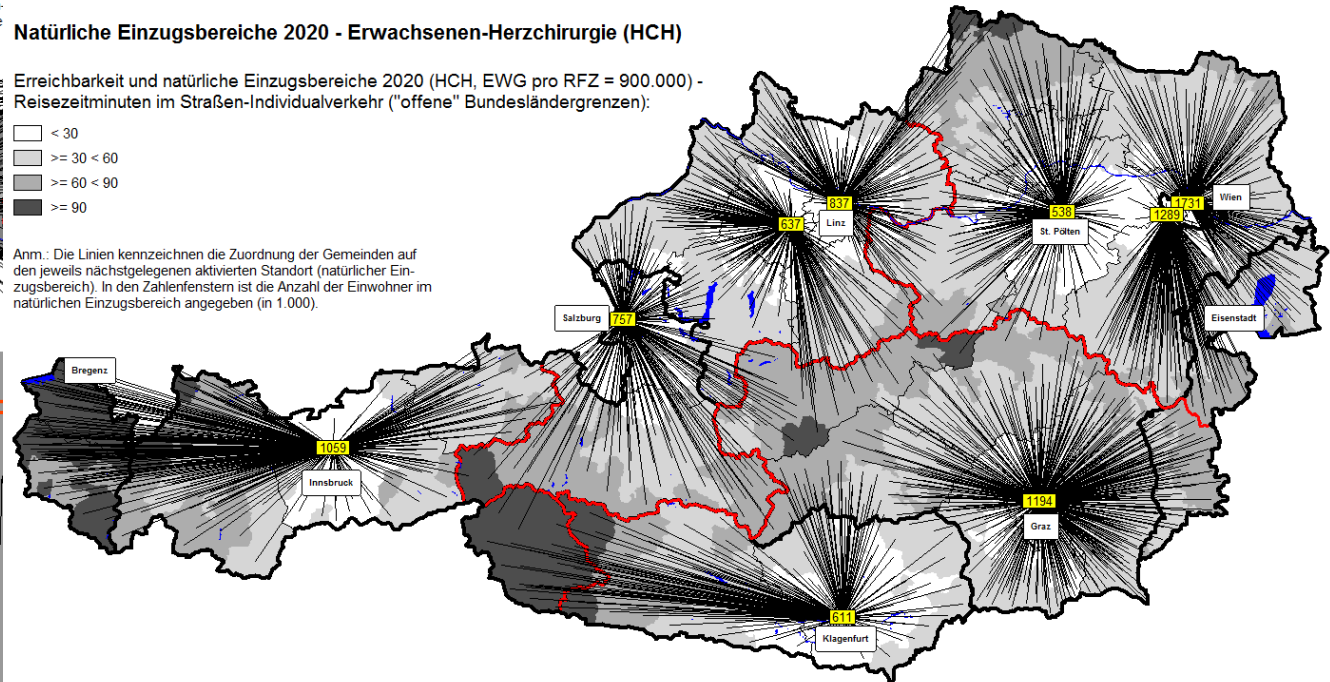 Natürliche Einzugsbereiche 2020 - Erwachsenen-Herzchirurgie (HCH)
Erreichbarkeit und natürliche Einzugsbereiche 2020 (HCH, EWG pro RFZ = 900.000) -
Reisezeitminuten im Straßen-Individualverkehr ("offene" Bundesländergrenzen):
< 30
>= 30 < 60
>= 60 < 90
>= 90
Anm.: Die Linien kennzeichnen die Zuordnung der Gemeinden auf
den jeweils nächstgelegenen aktivierten Standort (natürlicher Ein-
zugsbereich). In den Zahlenfenstern ist die Anzahl der Einwohner im
natürlichen Einzugsbereich angegeben (in 1.000).
837
Linz
637
538
St. Pölten
1731
Wien
1289
Salzburg
757
Eisenstadt
Bregenz
1059
Innsbruck
1194
Graz
611
Klagenfurt